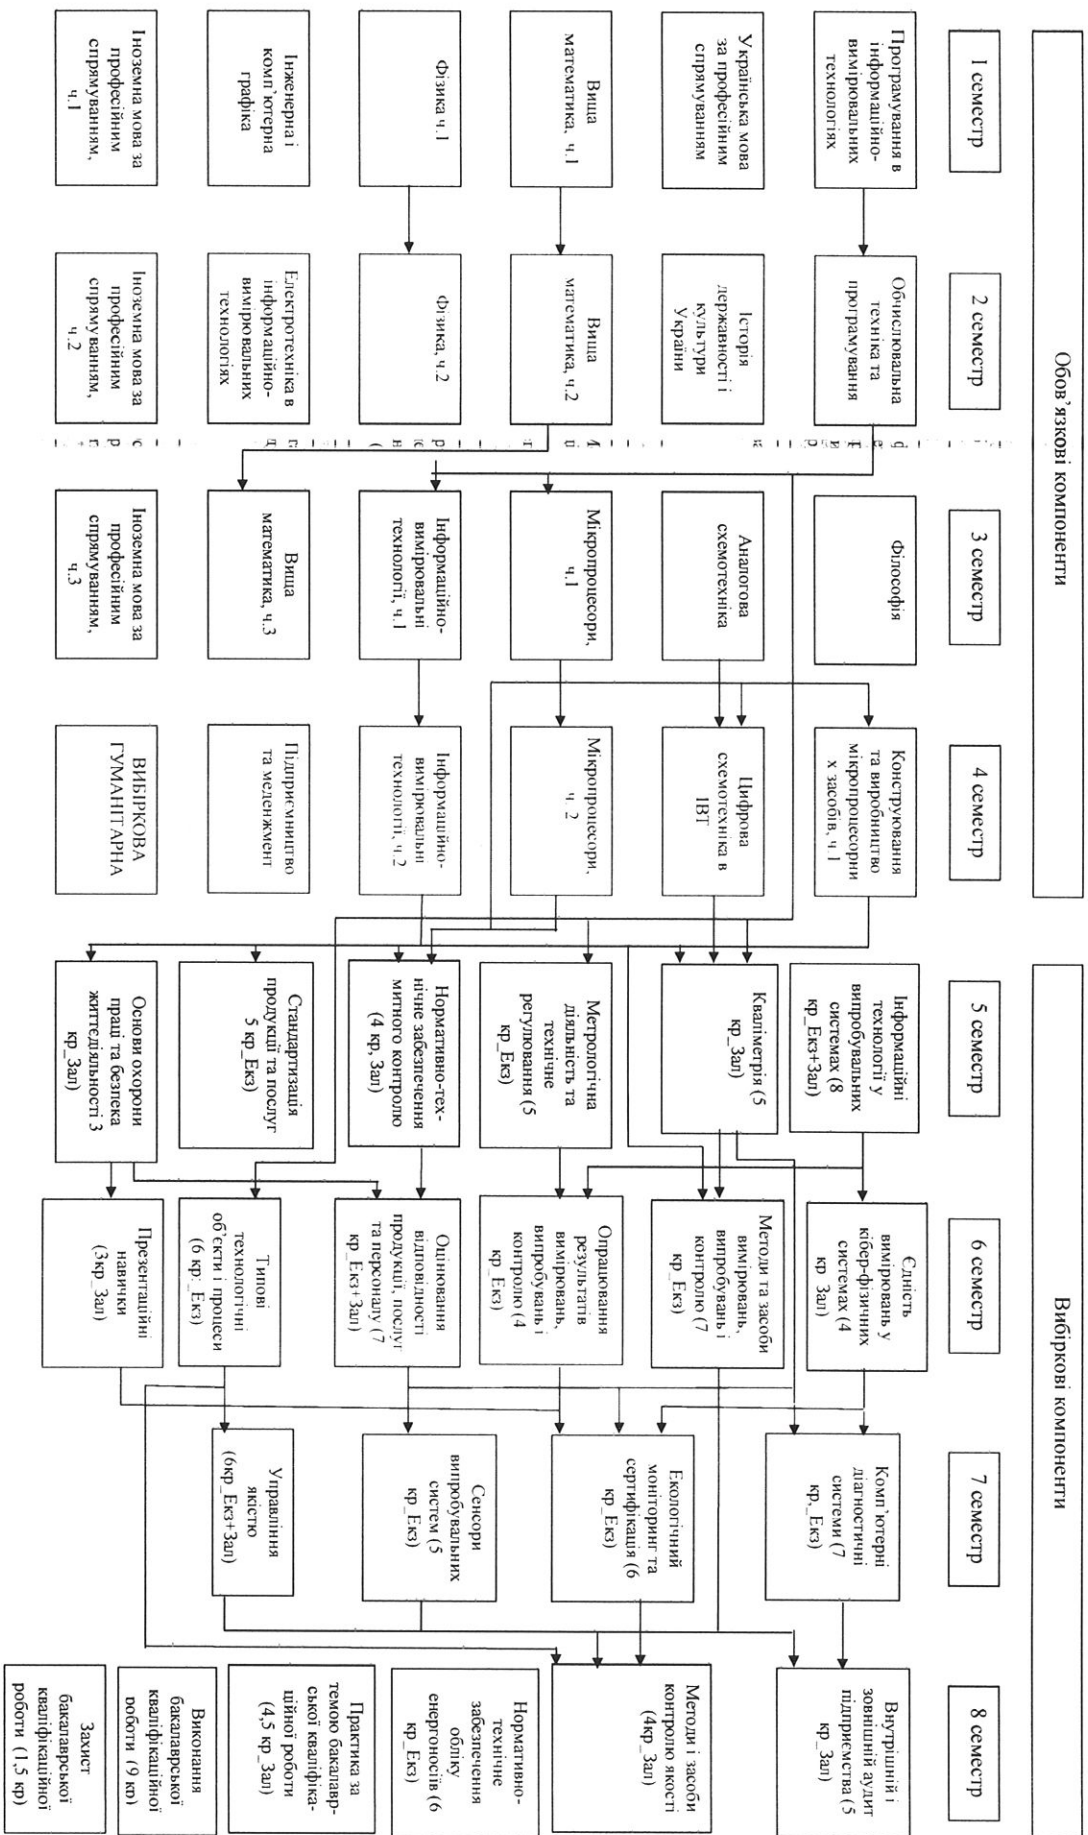 Обов’язкові компоненти
Вибіркові компоненти
1 семестр
2 семестр
3 семестр
4 семестр
5 семестр
6 семестр
7 семестр
8 семестр
Програмування в
інформаційно-
вимірювальних
технологіях
Українська мова
за професійним
спрямуванням
Вища
математика, ч.1
Фізика ч.1
Інженерна і
комп’ютерна
графіка
Іноземна мова за
професійним
спрямуванням,
ч.1
Обчислювальна
техніка та
програмування
Історія
державності і
культури
України
Вища
математика, ч.2
Фізика, ч.2
Електротехніка в
інформаційно-
вимірювальних
технологіях
Іноземна мова за
професійним
спрямуванням,
ч.2
Філософія
Аналогова
схемотехніка
Мікропроцесори,
ч.1
Інформаційно-
вимірювальні
технології, ч.1
Вища
математика, ч.3
Іноземна мова за
професійним
спрямуванням,
ч.3
Конструювання
та виробництво
мікропроцесорни
х засобів, ч.1
Цифрова
схемотехніка в
ІВТ
Мікропроцесори,
ч.2
Інформаційно-
вимірювальні
технології, ч.2
Підприємництво
та меденжмент
ВИБІРКОВА
ГУМАНІТАРНА
Інформаційні
технології у
випробувальних
системах (8
кр_Екз+Зал)
Кваліметрія (5
кр_Зал)
Метрологічна
діяльність та
технічне
регулювання (5
кр_Екз)
Нормативно-тех-
нічне забезпечення
митного контролю
(4 кр, Зал)
Стандартизація
продукції та послуг
5 кр_Екз)
Основи охорони
праці та безпека
життєдіяльності 3
кр_Зал)
Єдність
вимірювань у
кібер-фізичних
системах (4
кр_Зал)
Методи та засоби
вимірювань,
випробувань і
контролю (7
кр_Екз)
Опрацювання
результатів
вимірювань,
випробувань і
контролю (4
кр_Екз)
Оцінювання
відповідності
продукції, послуг
та персоналу (7
кр_Екз+Зал)
Типові
технологічні
об’єкти і процеси
(6 кр:_Екз)
Презентаційні
навички
(3кр_Зал)
Комп’ютерні
діагностичні
системи (7
кр,_Екз)
Екологічний
моніторинг та
сертифікація (6
кр_Екз)
Сенсори
випробувальних
систем (5
кр_Екз)
Управління
якістю
(6кр_Екз+Зал)
Внутрішній і
зовнішній аудит
підприємства (5
кр_Зал)
Методи і засоби
контролю якості
(4кр_Зал)
Нормативно-
технічне
забезпечення
обліку
енергоносіїв (6
кр_Екз)
Практика за
темою бакалавр-
ської кваліфіка-
ційної роботи
(4,5 кр_Зал)
Виконання
бакалаврської
кваліфікаційної
роботи (9 кр)
Захист
бакалаврської
кваліфікаційної
роботи (1,5 кр)